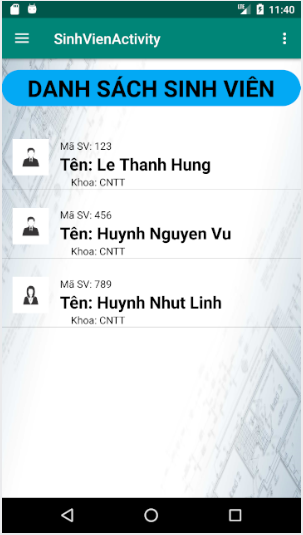 11:40
SinhVienActivity
DANH SÁCH SINH VIÊN
Mã SV: 123
Tên: Le Thanh Hung
Khoa: CNTT
Mã SV: 456
Tên: Huynh Nguyen Vu
Khoa: CNTT
Mã SV: 789
Tên: Huynh Nhut Linh
Khoa: CNTT